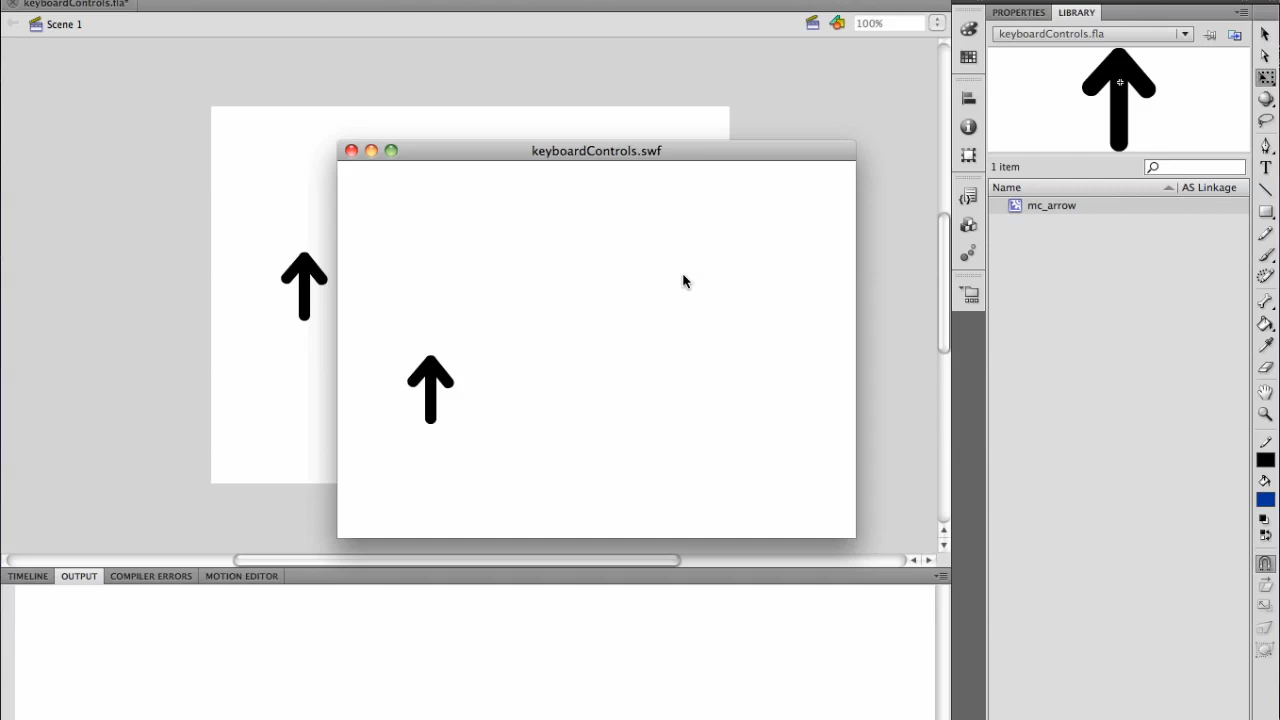 keyboardControls.fla*
Scene 1
100%
PROPERTIES
LIBRARY
keyboardControls.fla
1 item
Name
AS Linkage
mc_arrow
keyboardControls.swf
TIMELINE
OUTPUT
COMPILER ERRORS
MOTION EDITOR
T